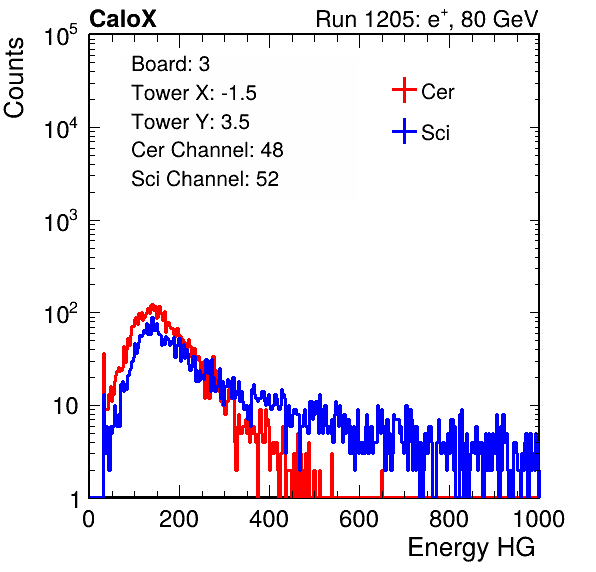 CaloX Run 1205: e⁺, 80 GeV
Counts
10⁵
10⁴
10³
10²
10
1
Board: 3
Tower X: -1.5
Tower Y: 3.5
Cer Channel: 48
Sci Channel: 52
Cer
Sci
0 200 400 600 800 1000
Energy HG